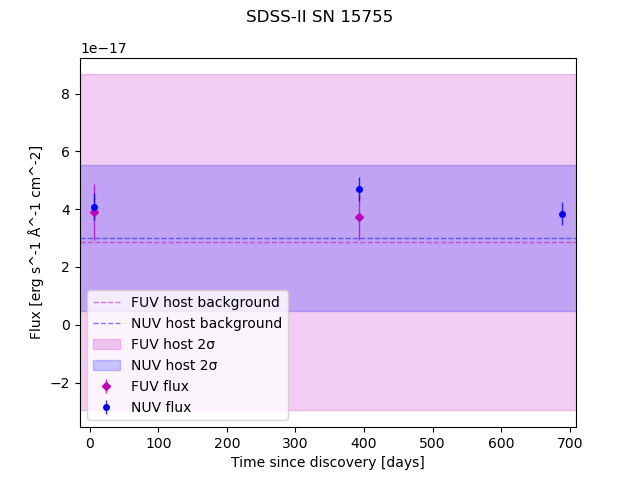 SDSS-II SN 15755
1e−17
8
6
4
2
0
−2
Flux [erg s^-1 Å^-1 cm^-2]
FUV host background
NUV host background
FUV host 2σ
NUV host 2σ
FUV flux
NUV flux
0 100 200 300 400 500 600 700
Time since discovery [days]